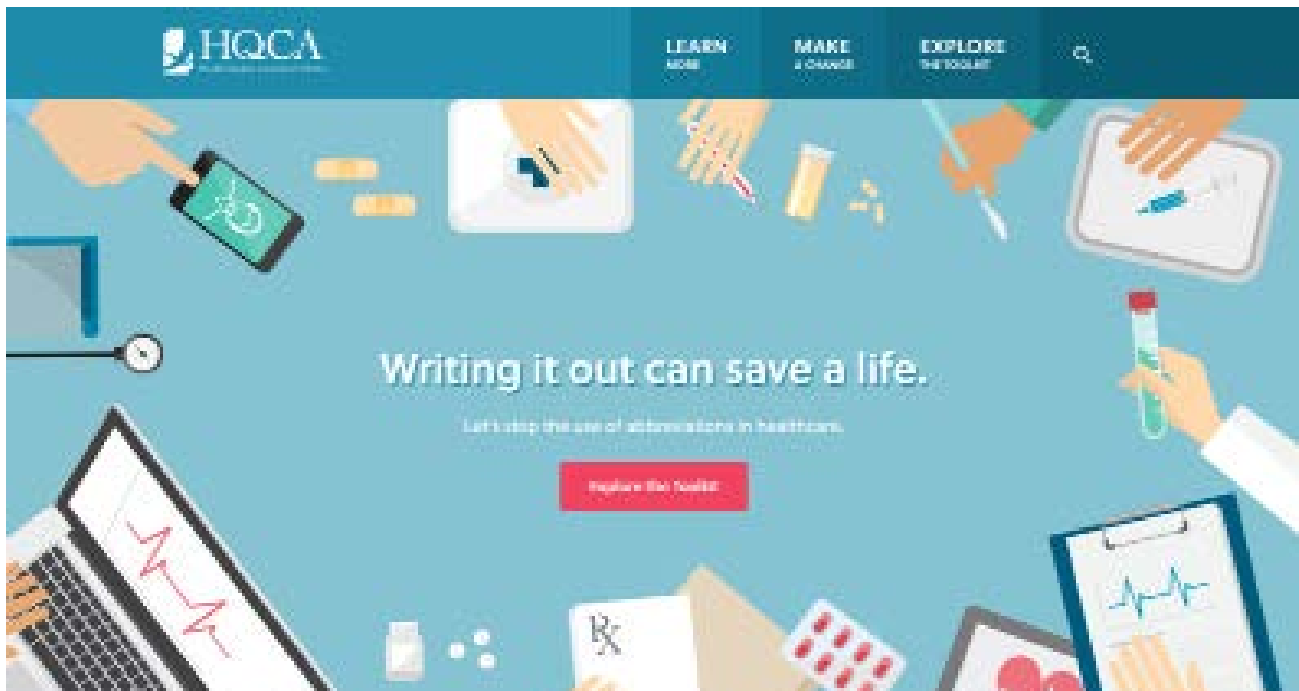 HQCA
LEARN
MORE
MAKE
A CHANGE
EXPLORE
THE TOOLKIT
Writing it out can save a life.
Let's stop the use of abbreviations in healthcare.
Explore the Toolkit
Rx